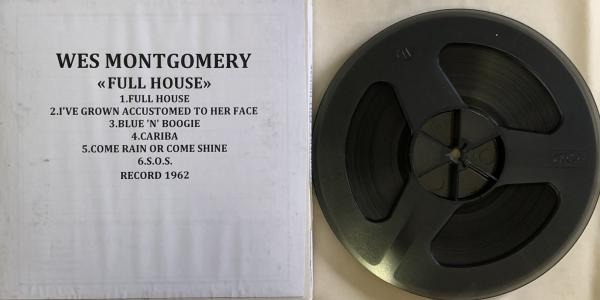 WES MONTGOMERY
«FULL HOUSE»
1.FULL HOUSE
2.I'VE GROWN ACCUSTOMED TO HER FACE
3.BLUE 'N' BOOGIE
4.CARIBA
5.COME RAIN OR COME SHINE
6.S.O.S.
RECORD 1962